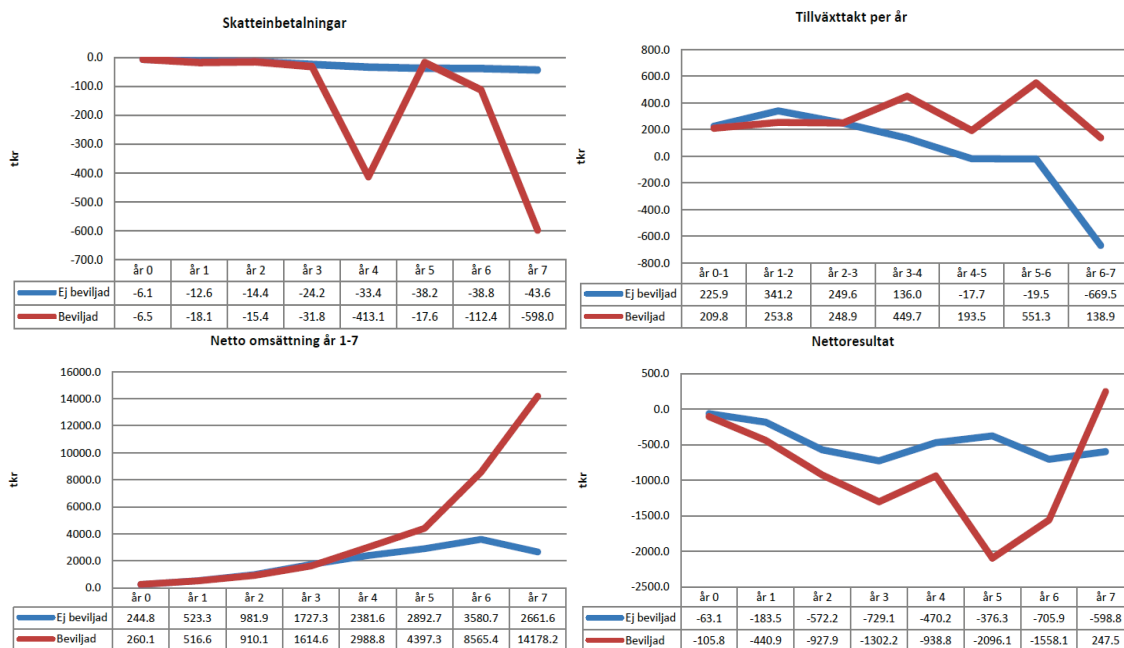 Skatteinbetalningar
0.0
-100.0
-200.0
-300.0
-400.0
-500.0
-600.0
-700.0
tkr
år 0 år 1 år 2 år 3 år 4 år 5 år 6 år 7
Ej beviljad -6.1 -12.6 -14.4 -24.2 -33.4 -38.2 -38.8 -43.6
Beviljad -6.5 -18.1 -15.4 -31.8 -413.1 -17.6 -112.4 -598.0
Tillväxttakt per år
800.0
600.0
400.0
200.0
0.0
-200.0
-400.0
-600.0
-800.0
tkr
år 0-1 år 1-2 år 2-3 år 3-4 år 4-5 år 5-6 år 6-7
Ej beviljad 225.9 341.2 249.6 136.0 -17.7 -19.5 -669.5
Beviljad 209.8 253.8 248.9 449.7 193.5 551.3 138.9
Netto omsättning år 1-7
16000.0
14000.0
12000.0
10000.0
8000.0
6000.0
4000.0
2000.0
0.0
tkr
år 0 år 1 år 2 år 3 år 4 år 5 år 6 år 7
Ej beviljad 244.8 523.3 981.9 1727.3 2381.6 2892.7 3580.7 2661.6
Beviljad 260.1 516.6 910.1 1614.6 2988.8 4397.3 8565.4 14178.2
Nettoresultat
500.0
0.0
-500.0
-1000.0
-1500.0
-2000.0
-2500.0
tkr
år 0 år 1 år 2 år 3 år 4 år 5 år 6 år 7
Ej beviljad -63.1 -183.5 -572.2 -729.1 -470.2 -376.3 -705.9 -598.8
Beviljad -105.8 -440.9 -927.9 -1302.2 -938.8 -2096.1 -1558.1 247.5